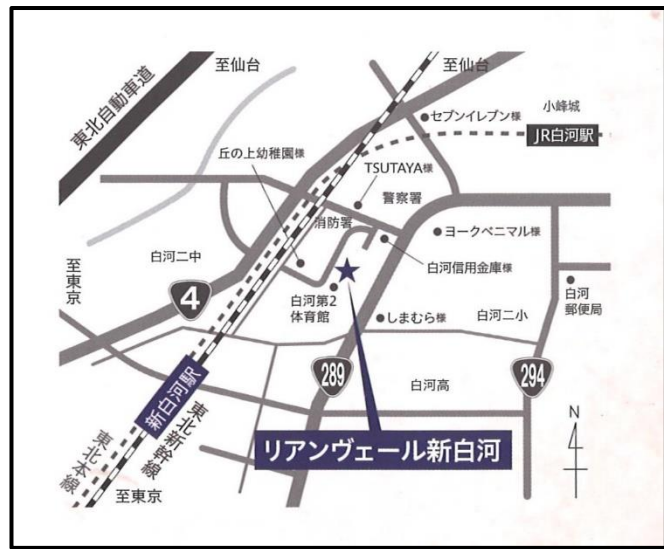 東北自動車道
至仙台
至仙台
セブンイレブン様
小峰城
JR白河駅
丘の上幼稚園様
TSUTAYA様
警察署
消防署
ヨークベニマル様
白河信用金庫様
白河二中
至東京
4
白河第2
体育館
白河
郵便局
しまむら様
白河二小
289
白河高
294
新白河駅
リアンヴェール新白河
N
東北新幹線
東北本線
至東京